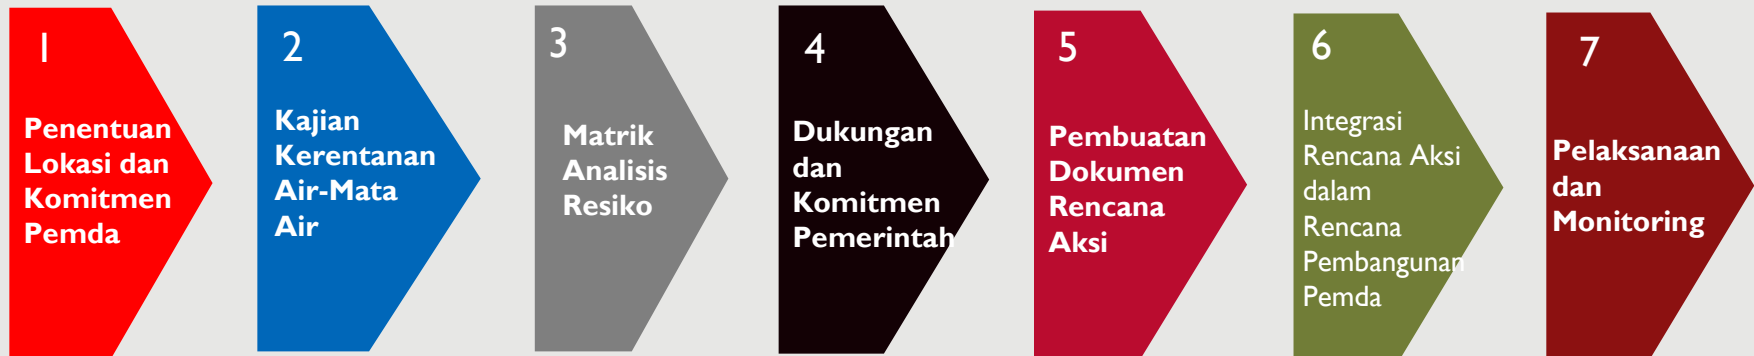 1
Penentuan
Lokasi dan
Komitmen
Pemda
2
Kajian
Kerentanan
Air-Mata
Air
3
Matrik
Analisis
Resiko
4
Dukungan
dan
Komitmen
Pemerintah
5
Pembuatan
Dokumen
Rencana
Aksi
6
Integrasi
Rencana Aksi
dalam
Rencana
Pembangunan
Pemda
7
Pelaksanaan
dan
Monitoring